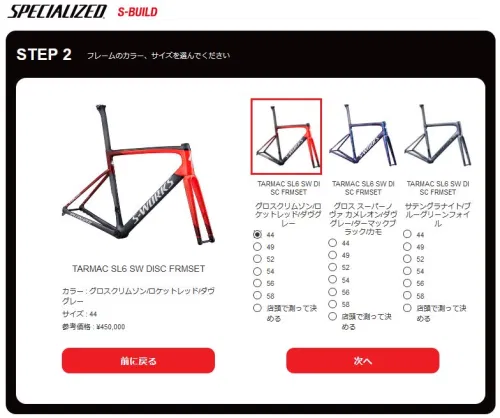 SPECIALIZED S-BUILD
STEP 2 フレームのカラー、サイズを選んでください
S-WORKS
TARMAC SL6 SW DISC FRMSET
カラー : グロスクリムゾン/ロケットレッド/ダヴ
グレー
サイズ : 44
参考価格 : ¥450,000
TARMAC SL6 SW DI
SC FRMSET
グロスクリムゾン/ロ
ケットレッド/ダヴグ
レー
44
49
52
54
56
58
店頭で測って決
める
TARMAC SL6 SW DI
SC FRMSET
グロス スーパーノ
ヴァ カメレオン/ダヴ
グレー/ターマックブ
ラック/カモ
44
49
52
54
56
58
店頭で測って決
める
TARMAC SL6 SW DI
SC FRMSET
サテングラナイト/ブ
ルーグリーンフォイ
ル
44
49
52
54
56
58
店頭で測って決
める
前に戻る
次へ